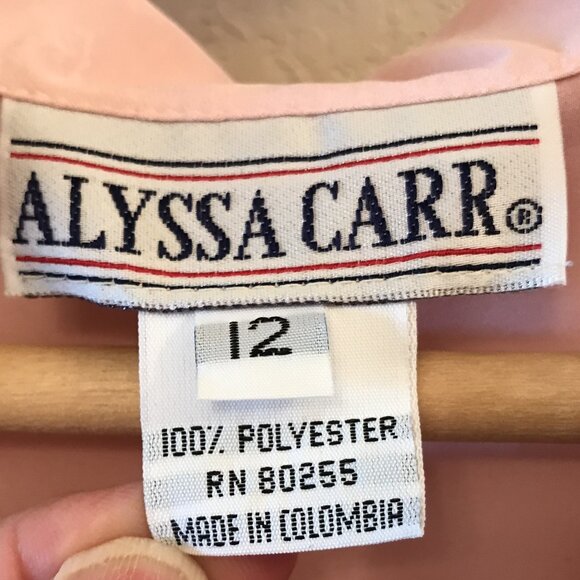 ALYSSA CARR®
12
100% POLYESTER
RN 80255
MADE IN COLOMBIA